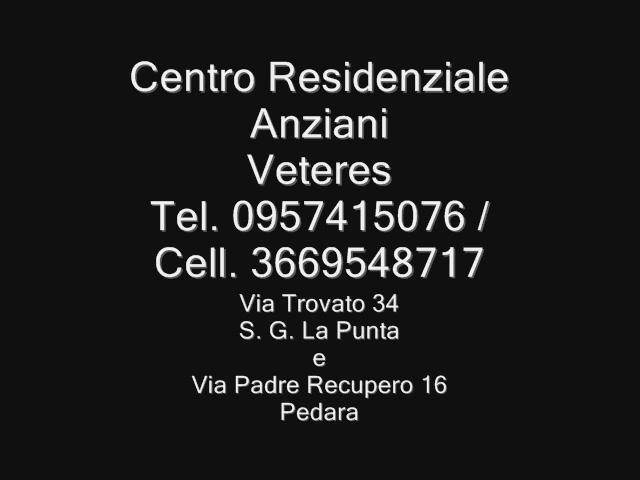 Centro Residenziale
Anziani
Veteres
Tel. 0957415076 /
Cell. 3669548717
Via Trovato 34
S. G. La Punta
e
Via Padre Recupero 16
Pedara